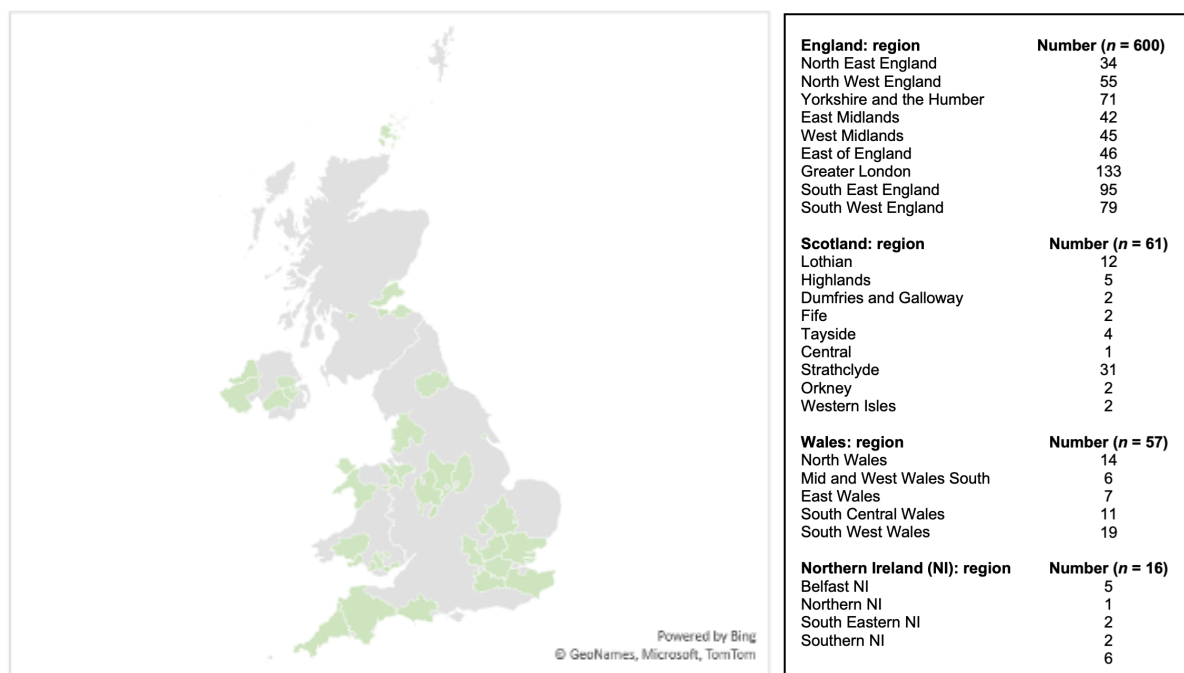 Powered by Bing
© GeoNames, Microsoft, TomTom
England: region Number (n = 600)
North East England 34
North West England 55
Yorkshire and the Humber 71
East Midlands 42
West Midlands 45
East of England 46
Greater London 133
South East England 95
South West England 79
Scotland: region Number (n = 61)
Lothian 12
Highlands 5
Dumfries and Galloway 2
Fife 2
Tayside 4
Central 1
Strathclyde 31
Orkney 2
Western Isles 2
Wales: region Number (n = 57)
North Wales 14
Mid and West Wales South 6
East Wales 7
South Central Wales 11
South West Wales 19
Northern Ireland (NI): region Number (n = 16)
Belfast NI 5
Northern NI 1
South Eastern NI 2
Southern NI 2
6